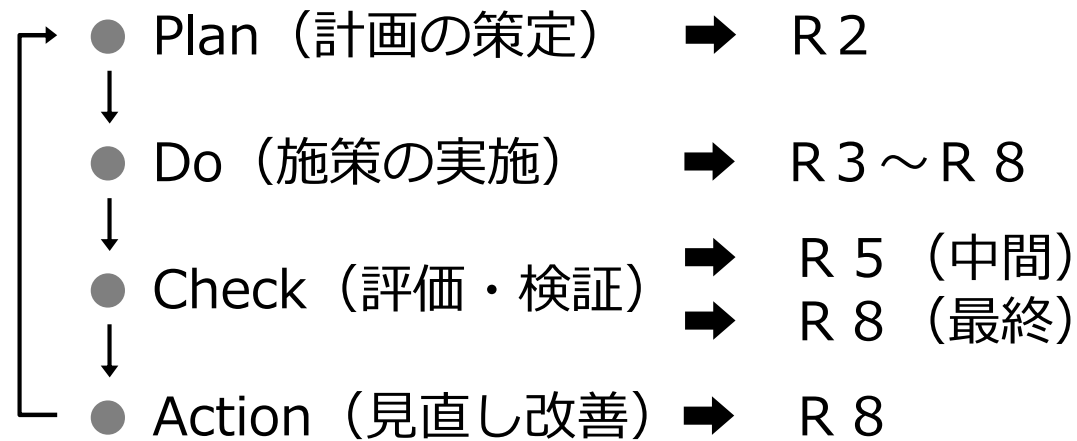 Plan（計画の策定） ➡ Ｒ２
Do（施策の実施） ➡ Ｒ３～Ｒ８
Check（評価・検証） ➡ Ｒ５（中間）
➡ Ｒ８（最終）
Action（見直し改善） ➡ Ｒ８